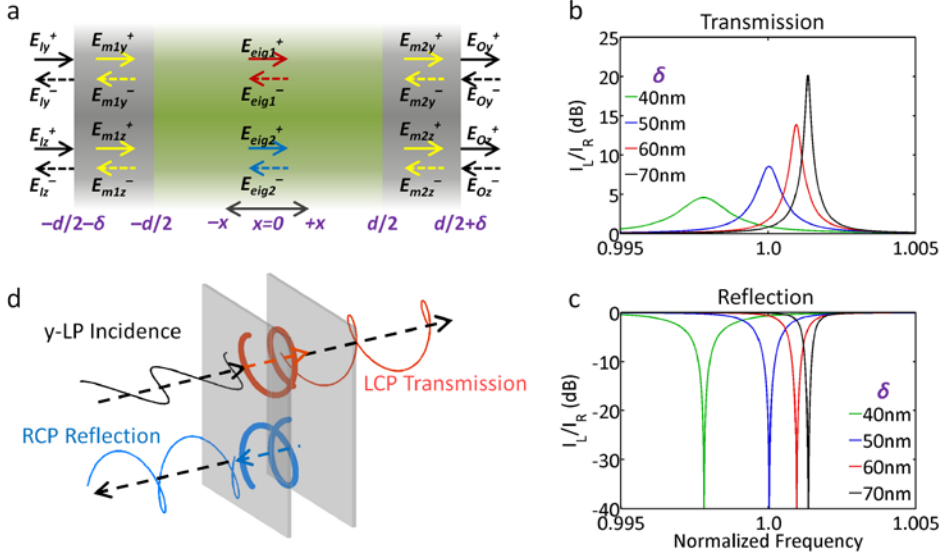 a
E_Iy^+
E_m1y^+
E_eig1^+
E_m2y^+
E_Oy^+
E_Iy^−
E_m1y^−
E_eig1^−
E_m2y^−
E_Oy^−
E_Iz^+
E_m1z^+
E_eig2^+
E_m2z^+
E_Oz^+
E_Iz^−
E_m1z^−
E_eig2^−
E_m2z^−
E_Oz^−
−d/2−δ
−d/2
−x
x=0
+x
d/2
d/2+δ
b
Transmission
I_L/I_R (dB)
25
20
15
10
5
0
δ
40nm
50nm
60nm
70nm
0.995
1.0
1.005
c
Reflection
I_L/I_R (dB)
0
-10
-20
-30
-40
δ
40nm
50nm
60nm
70nm
0.995
1.0
1.005
Normalized Frequency
d
y-LP Incidence
LCP Transmission
RCP Reflection